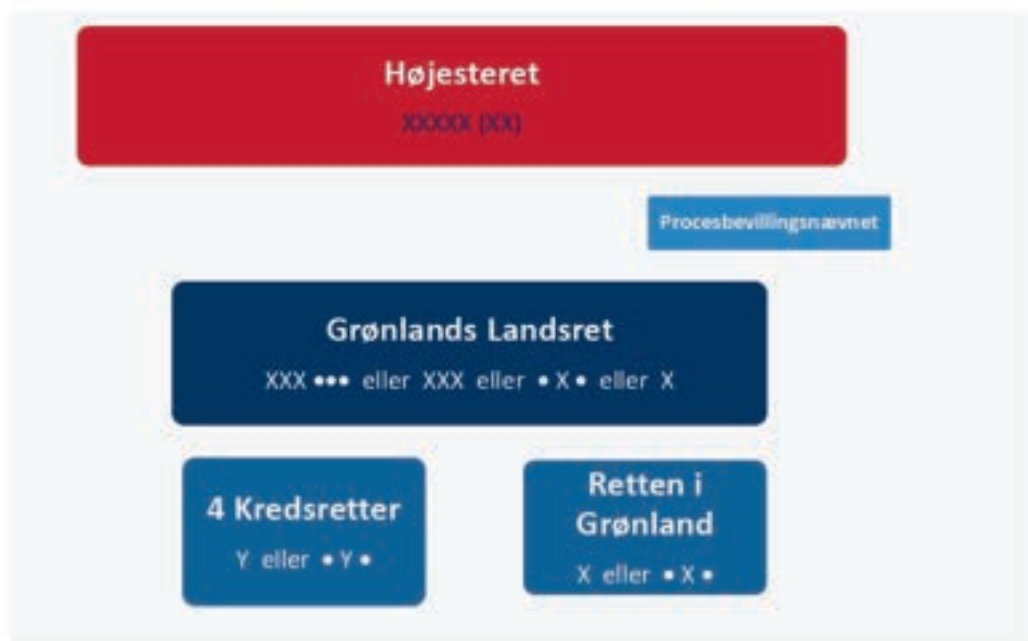 Højesteret
XXXXX (XX)
Procesbevillingsnævnet
Grønlands Landsret
XXX ••• eller XXX eller • X • eller X
4 Kredsretter
Y eller • Y •
Retten i
Grønland
X eller • X •